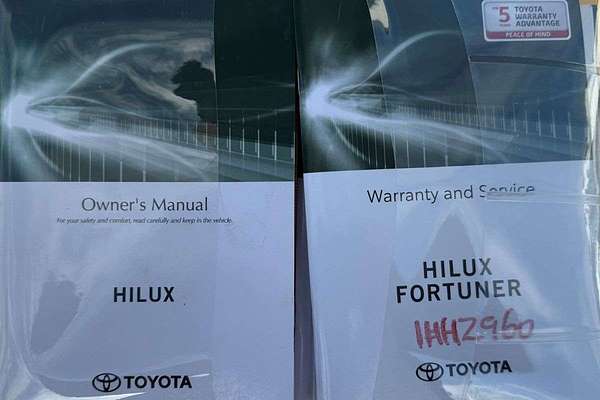 Owner's Manual
For your safety and comfort, read carefully and keep in the vehicle.
HILUX
TOYOTA
5
TOYOTA
WARRANTY
ADVANTAGE
PEACE OF MIND
Warranty and Service
HILUX
FORTUNER
1HHZ960
TOYOTA